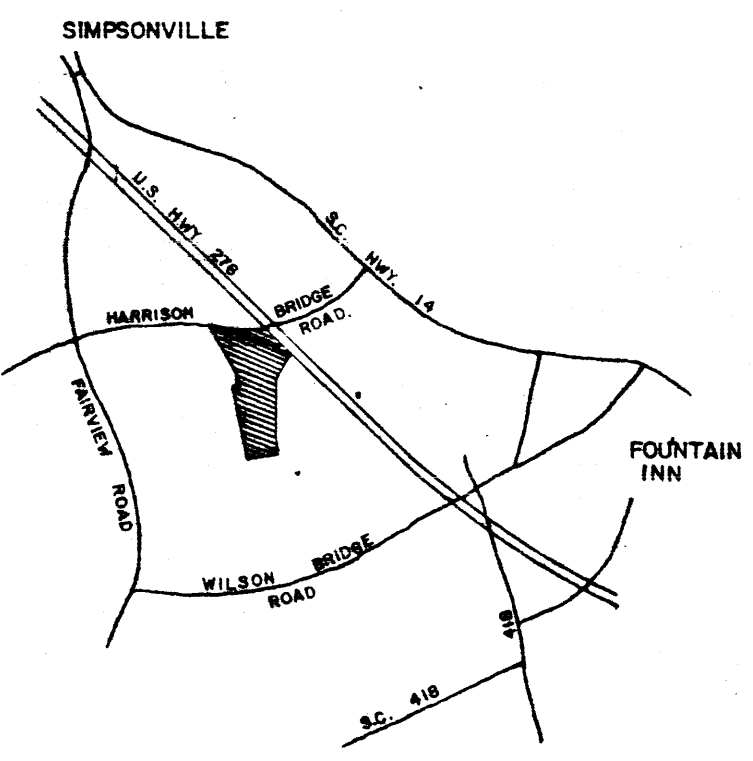 SIMPSONVILLE
U.S. HWY 276
S.C. HWY. 14
HARRISON BRIDGE
ROAD.
FAIRVIEW ROAD
FOUNTAIN
INN
WILSON BRIDGE
ROAD
418
S.C. 418